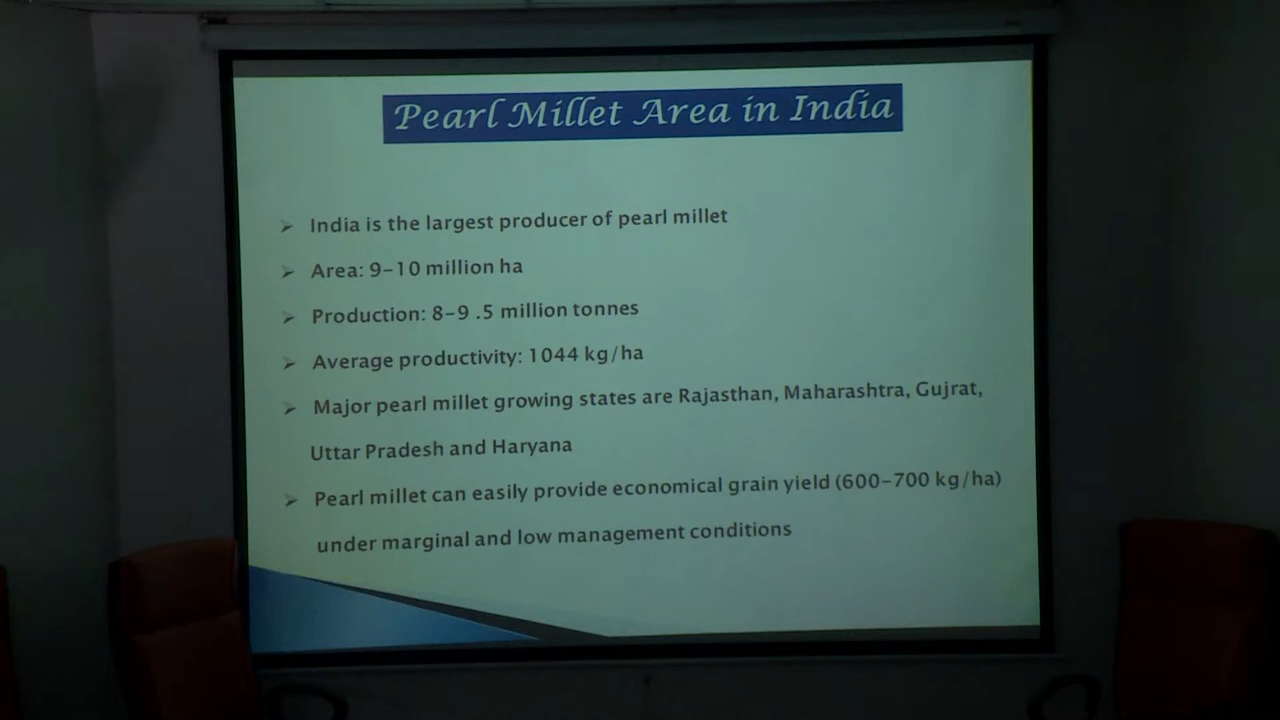 Pearl Millet Area in India
➢ India is the largest producer of pearl millet
➢ Area: 9-10 million ha
➢ Production: 8-9 .5 million tonnes
➢ Average productivity: 1044 kg/ha
➢ Major pearl millet growing states are Rajasthan, Maharashtra, Gujrat,
Uttar Pradesh and Haryana
➢ Pearl millet can easily provide economical grain yield (600-700 kg/ha)
under marginal and low management conditions